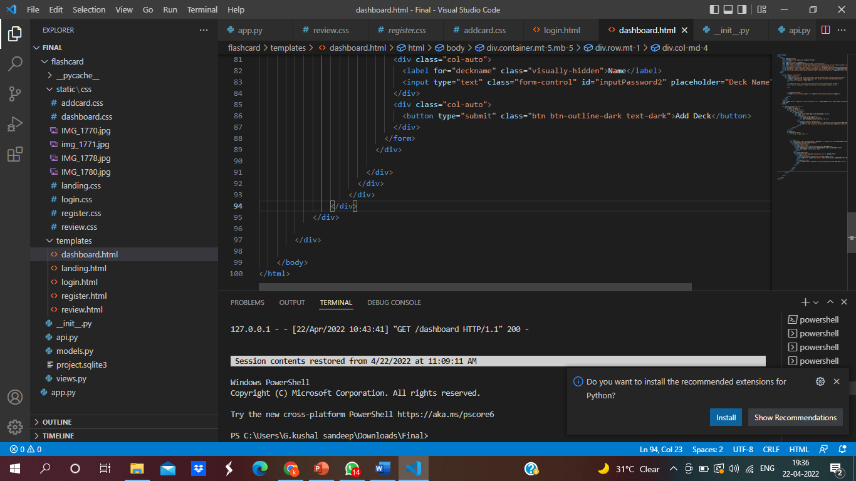 File Edit Selection View Go Run Terminal Help
dashboard.html - Final - Visual Studio Code
EXPLORER
FINAL
flashcard
__pycache__
static \ css
addcard.css
dashboard.css
IMG_1770.jpg
img_1771.jpg
IMG_1778.jpg
IMG_1780.jpg
landing.css
login.css
register.css
review.css
templates
dashboard.html
landing.html
login.html
register.html
review.html
__init__.py
api.py
models.py
project.sqlite3
views.py
app.py
OUTLINE
TIMELINE
app.py review.css register.css addcard.css login.html dashboard.html __init__.py api.py
flashcard > templates > dashboard.html > html > body > div.container.mt-5.mb-5 > div.row.mt-1 > div.col-md-4
81 <div class="col-auto">
82 <label for="deckname" class="visually-hidden">Name</label>
83 <input type="text" class="form-control" id="inputPassword2" placeholder="Deck Name"
84 </div>
85 <div class="col-auto">
86 <button type="submit" class="btn btn-outline-dark text-dark">Add Deck</button>
87 </div>
88 </form>
89 </div>
90
91 </div>
92 </div>
93 </div>
94 </div>
95 </div>
96
97 </div>
98
99 </body>
100 </html>
PROBLEMS OUTPUT TERMINAL DEBUG CONSOLE
127.0.0.1 - - [22/Apr/2022 10:43:41] "GET /dashboard HTTP/1.1" 200 -
Session contents restored from 4/22/2022 at 11:09:11 AM
Windows PowerShell
Copyright (C) Microsoft Corporation. All rights reserved.
Try the new cross-platform PowerShell https://aka.ms/pscore6
PS C:\Users\G.kushal sandeep\Downloads\Final>
powershell
powershell
powershell
powershell
Do you want to install the recommended extensions for
Python?
Install Show Recommendations
0 0
Ln 94, Col 23 Spaces: 2 UTF-8 CRLF HTML
14
31°C Clear
ENG
19:36
22-04-2022
2